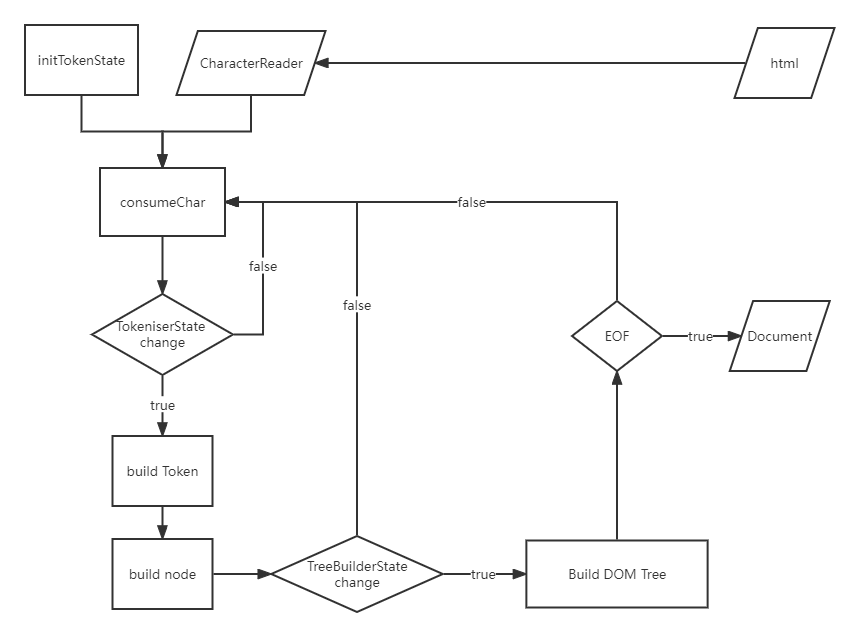 initTokenState
CharacterReader
html
consumeChar
false
false
false
TokeniserState
change
EOF
true
Document
true
build Token
build node
TreeBuilderState
change
true
Build DOM Tree